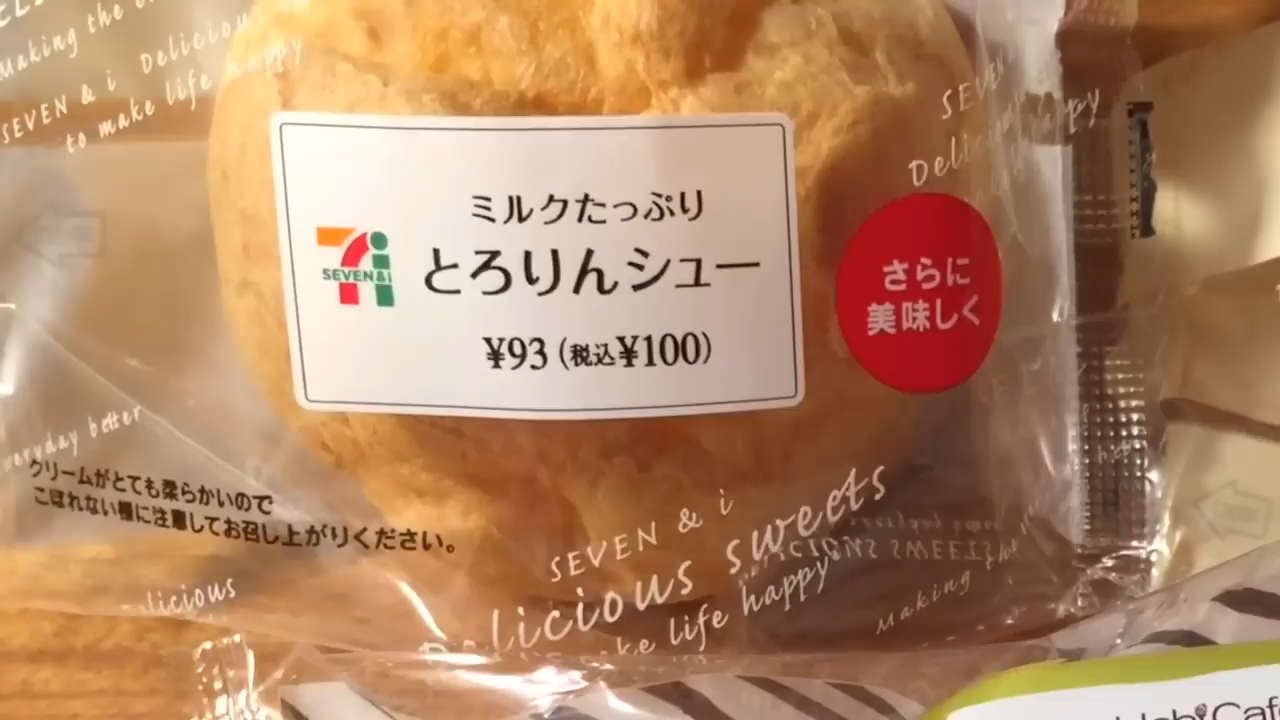 Making the
SEVEN & i Delicious
to make life happy
SEVEN
ミルクたっぷり
とろりんシュー
¥93 (税込¥100)
SEVEN&i
さらに
美味しく
everyday better
クリームがとても柔らかいので
こぼれない様に注意してお召し上がりください。
SEVEN & i
Delicious sweets
make life happy
Making the
licious